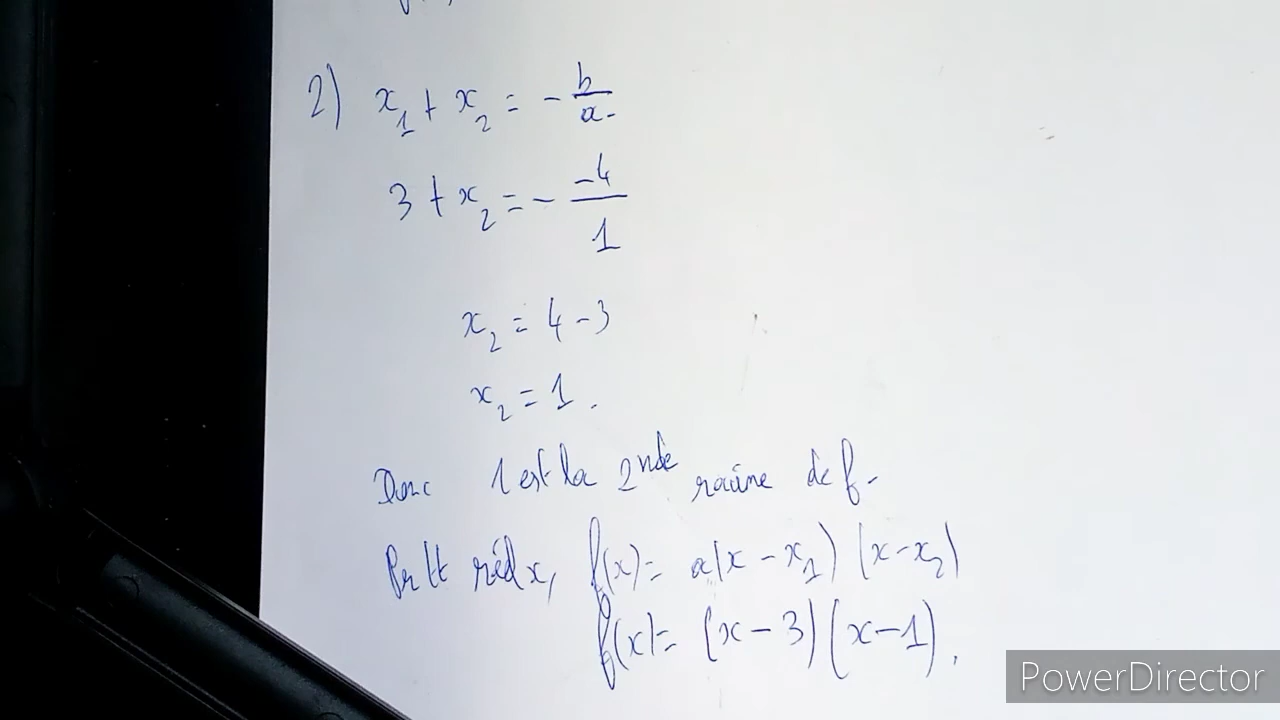 2) x₁ + x₂ = - b/a.
3 + x₂ = - -4/1
x₂ = 4 - 3
x₂ = 1.
Donc 1 est la 2nde racine de f.
Pr tt réel x, f(x) = a(x - x₁) (x - x₂)
f(x) = (x - 3)(x - 1).
PowerDirector